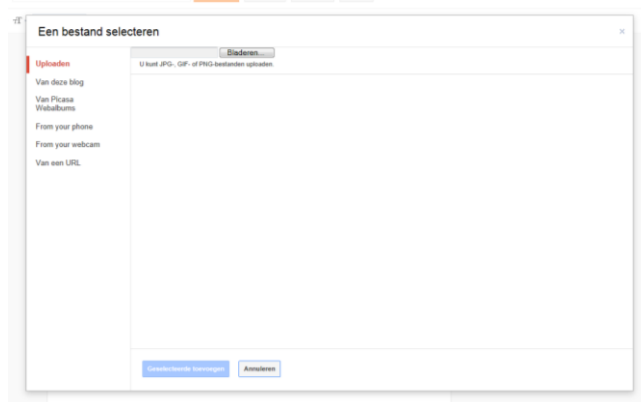 Een bestand selecteren
×
Uploaden
Bladeren...
U kunt JPG-, GIF- of PNG-bestanden uploaden.
Van deze blog
Van Picasa
Webalbums
From your phone
From your webcam
Van een URL
Geselecteerde toevoegen
Annuleren